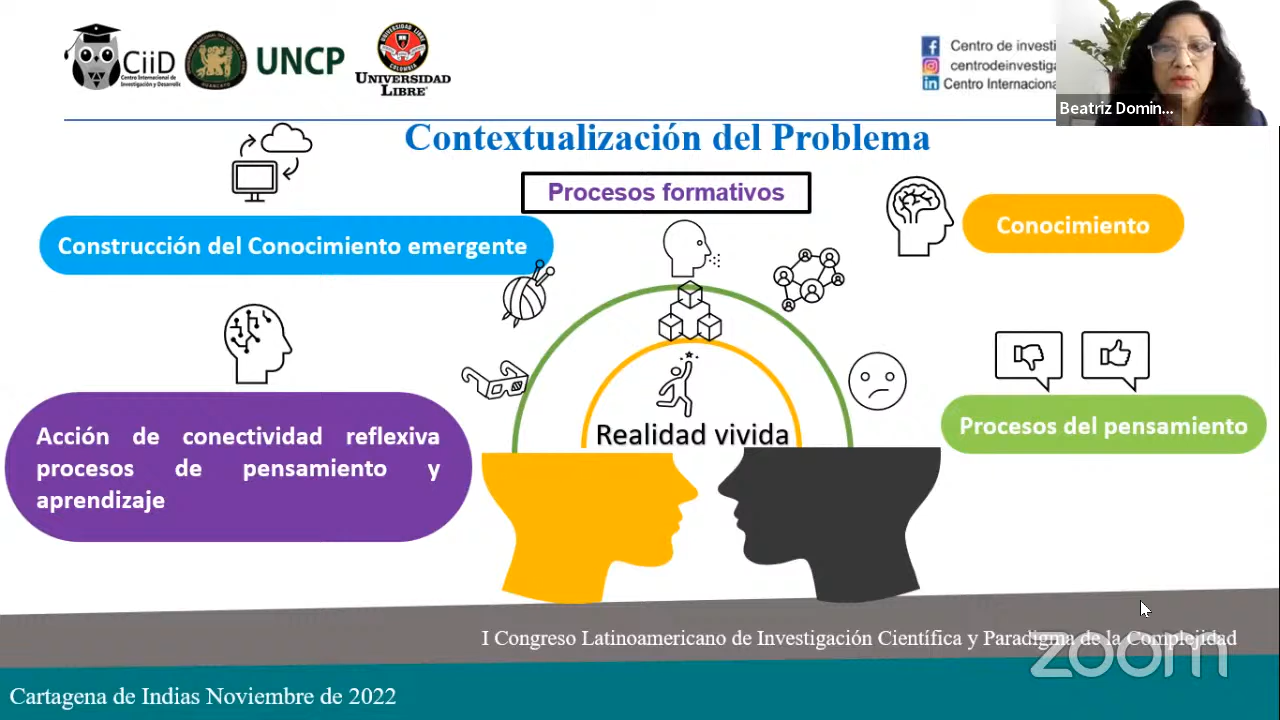 CiiD
Centro Internacional de
Investigación y Desarrollo
UNCP
UNIVERSIDAD LIBRE
COLOMBIA
UNIVERSIDAD
LIBRE
Centro de investi
centrodeinvestiga
in Centro Internaciona
Beatriz Domin...
Contextualización del Problema
Procesos formativos
Construcción del Conocimiento emergente
Conocimiento
Realidad vivida
Procesos del pensamiento
Acción de conectividad reflexiva
procesos de pensamiento y
aprendizaje
I Congreso Latinoamericano de Investigación Científica y Paradigma de la Complejidad
zoom
Cartagena de Indias Noviembre de 2022